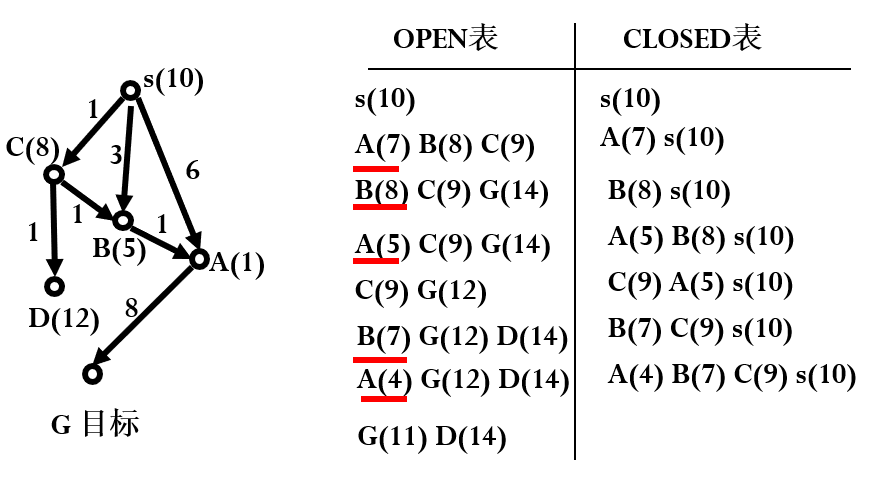 OPEN表 CLOSED表
s(10)
1
C(8)
3
6
1
1
B(5)
1
A(1)
D(12)
8
G 目标
s(10) s(10)
A(7) B(8) C(9) A(7) s(10)
B(8) C(9) G(14) B(8) s(10)
A(5) C(9) G(14) A(5) B(8) s(10)
C(9) G(12) C(9) A(5) s(10)
B(7) G(12) D(14) B(7) C(9) s(10)
A(4) G(12) D(14) A(4) B(7) C(9) s(10)
G(11) D(14)